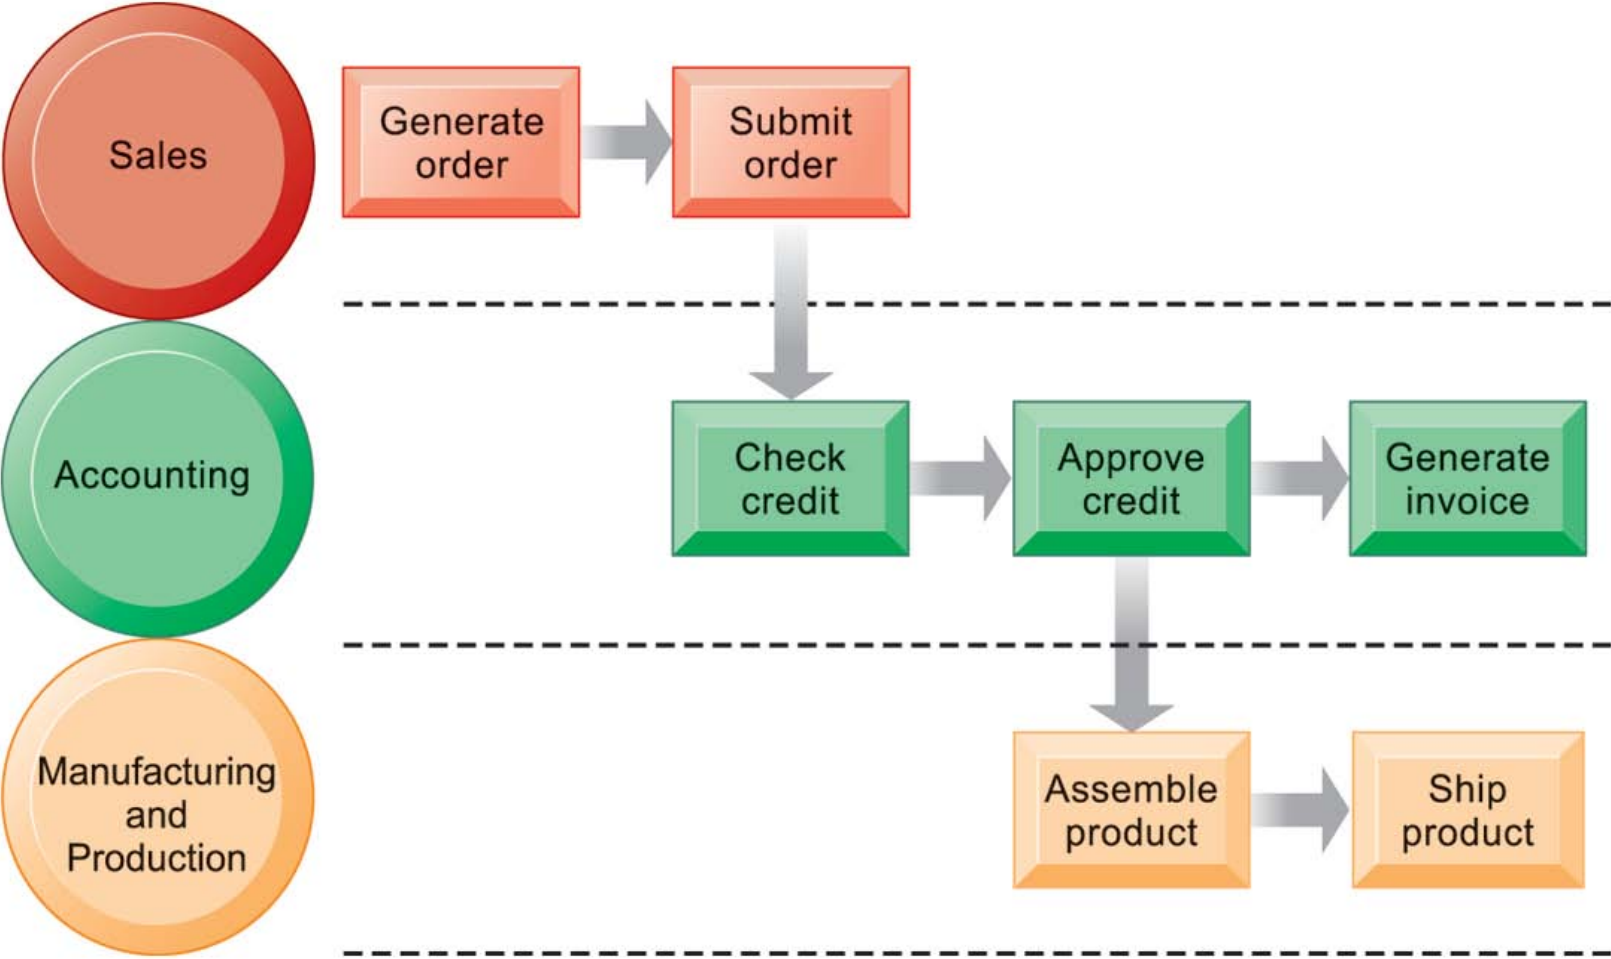 Sales
Generate
order
Submit
order
Accounting
Check
credit
Approve
credit
Generate
invoice
Manufacturing
and
Production
Assemble
product
Ship
product